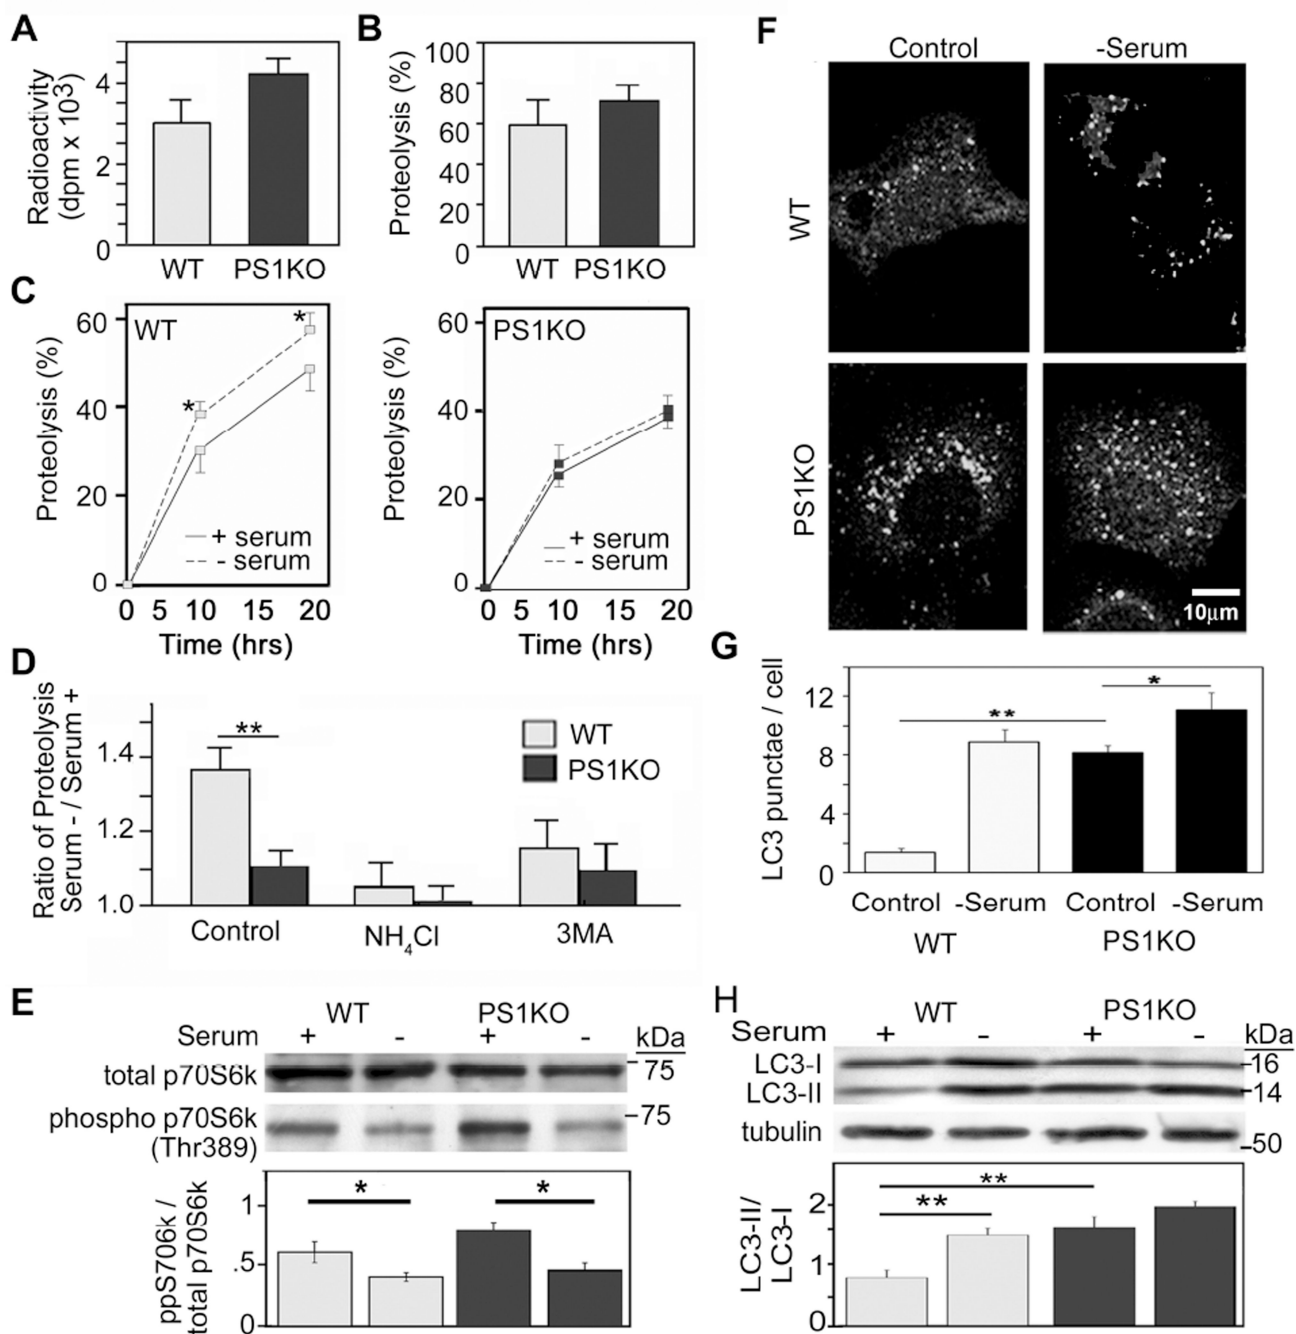 A
Radioactivity
(dpm x 10³)
4
2
0
WT PS1KO
B
Proteolysis (%)
100
80
60
40
20
0
WT PS1KO
C
Proteolysis (%)
60
40
20
0
WT
*
*
+ serum
- serum
0 5 10 15 20
Time (hrs)
Proteolysis (%)
60
40
20
0
PS1KO
+ serum
- serum
0 5 10 15 20
Time (hrs)
D
Ratio of Proteolysis
Serum - / Serum +
1.4
1.2
1.0
**
WT
PS1KO
Control NH₄Cl 3MA
E
WT PS1KO
Serum + - + - kDa
total p70S6k 75
phospho p70S6k
(Thr389)
75
ppS706k /
total p70S6k
1
.5
0
* *
F
Control -Serum
WT
PS1KO
10µm
G
LC3 punctae / cell
12
8
4
0
** *
Control -Serum Control -Serum
WT PS1KO
H
WT PS1KO
Serum + - + - kDa
LC3-I 16
LC3-II 14
tubulin
50
LC3-II/
LC3-I
2
1
0
**
**